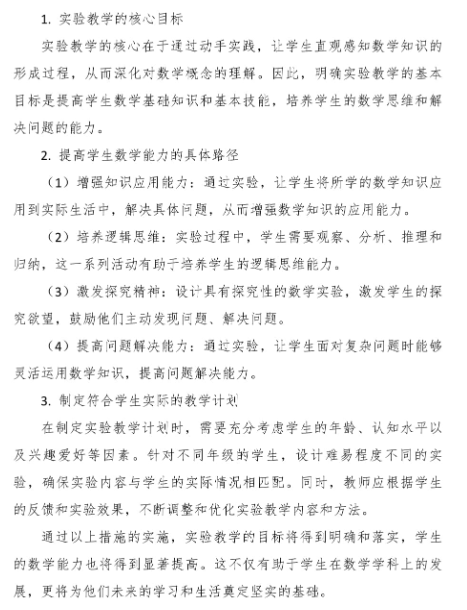 1. 实验教学的核心目标
实验教学的核心在于通过动手实践，让学生直观感知数学知识的
形成过程，从而深化对数学概念的理解。因此，明确实验教学的基本
目标是提高学生数学基础知识和基本技能，培养学生的数学思维和解
决问题的能力。
2. 提高学生数学能力的具体路径
（1）增强知识应用能力：通过实验，让学生将所学的数学知识应
用到实际生活中，解决具体问题，从而增强数学知识的应用能力。
（2）培养逻辑思维：实验过程中，学生需要观察、分析、推理和
归纳，这一系列活动有助于培养学生的逻辑思维能力。
（3）激发探究精神：设计具有探究性的数学实验，激发学生的探
究欲望，鼓励他们主动发现问题、解决问题。
（4）提高问题解决能力：通过实验，让学生面对复杂问题时能够
灵活运用数学知识，提高问题解决能力。
3. 制定符合学生实际的教学计划
在制定实验教学计划时，需要充分考虑学生的年龄、认知水平以
及兴趣爱好等因素。针对不同年级的学生，设计难易程度不同的实
验，确保实验内容与学生的实际情况相匹配。同时，教师应根据学生
的反馈和实验效果，不断调整和优化实验教学内容和方法。
通过以上措施的实施，实验教学的目标将得到明确和落实，学生
的数学能力也将得到显著提高。这不仅有助于学生在数学学科上的发
展，更将为他们未来的学习和生活奠定坚实的基础。